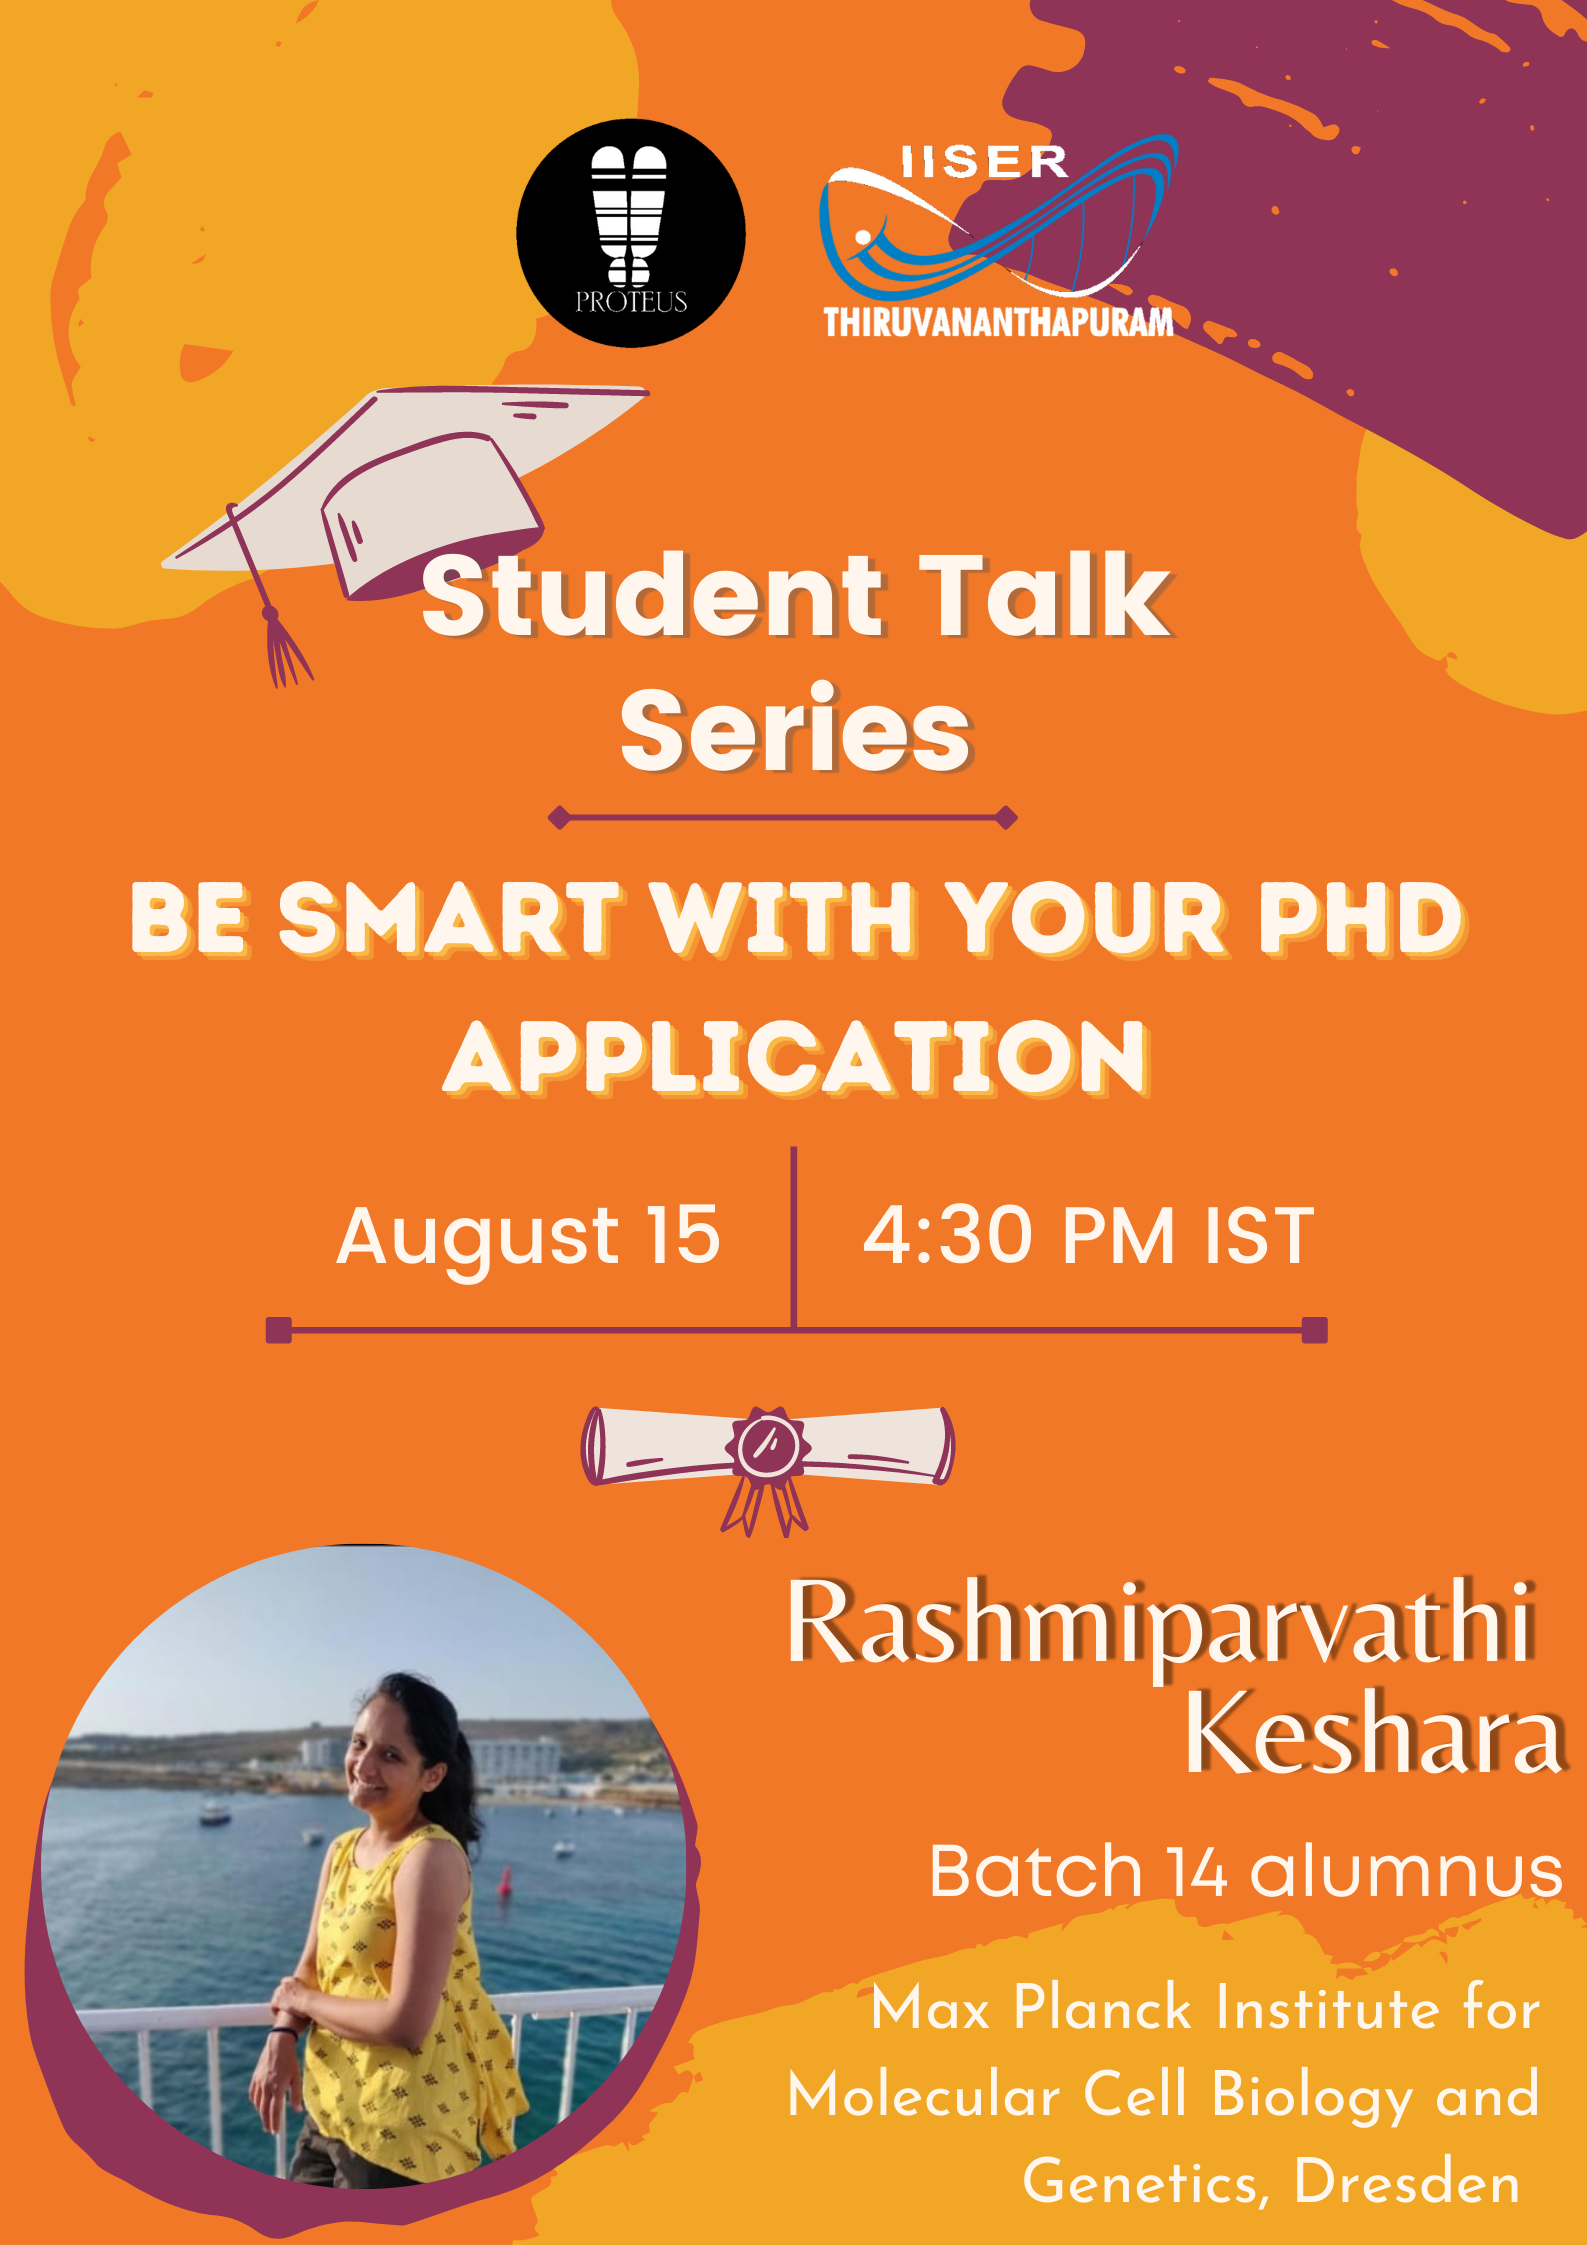 PROTEUS
IISER
THIRUVANANTHAPURAM
Student Talk
Series
BE SMART WITH YOUR PHD
APPLICATION
August 15
4:30 PM IST
Rashmiparvathi
Keshara
Batch 14 alumnus
Max Planck Institute for
Molecular Cell Biology and
Genetics, Dresden